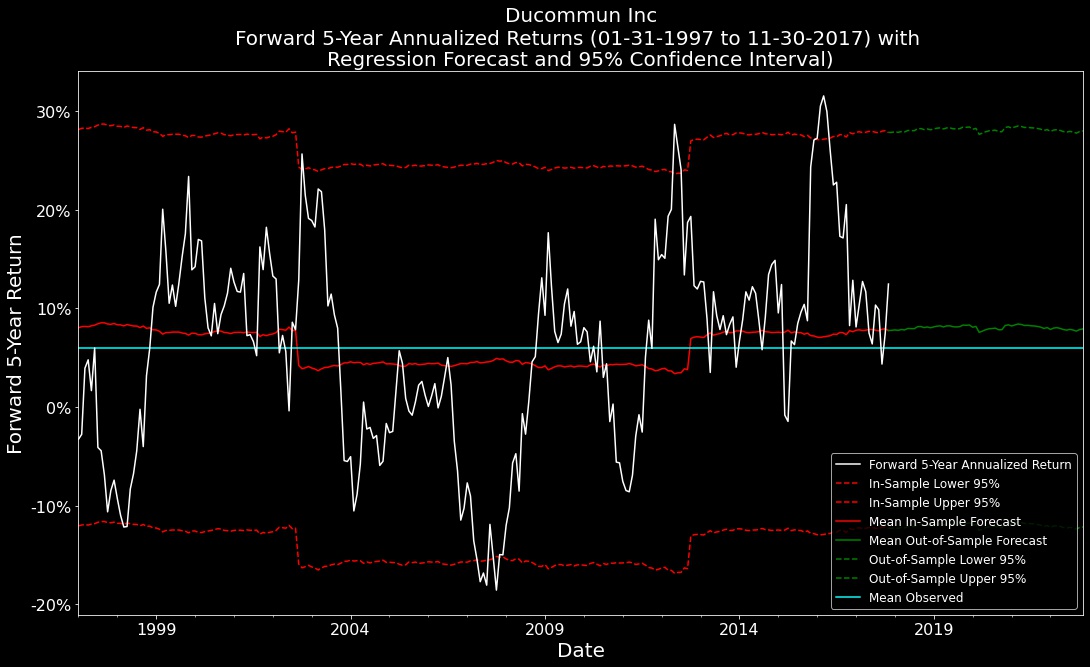 Ducommun Inc
Forward 5-Year Annualized Returns (01-31-1997 to 11-30-2017) with
Regression Forecast and 95% Confidence Interval)
Forward 5-Year Return
30%
20%
10%
0%
-10%
-20%
Forward 5-Year Annualized Return
In-Sample Lower 95%
In-Sample Upper 95%
Mean In-Sample Forecast
Mean Out-of-Sample Forecast
Out-of-Sample Lower 95%
Out-of-Sample Upper 95%
Mean Observed
1999 2004 2009 2014 2019
Date